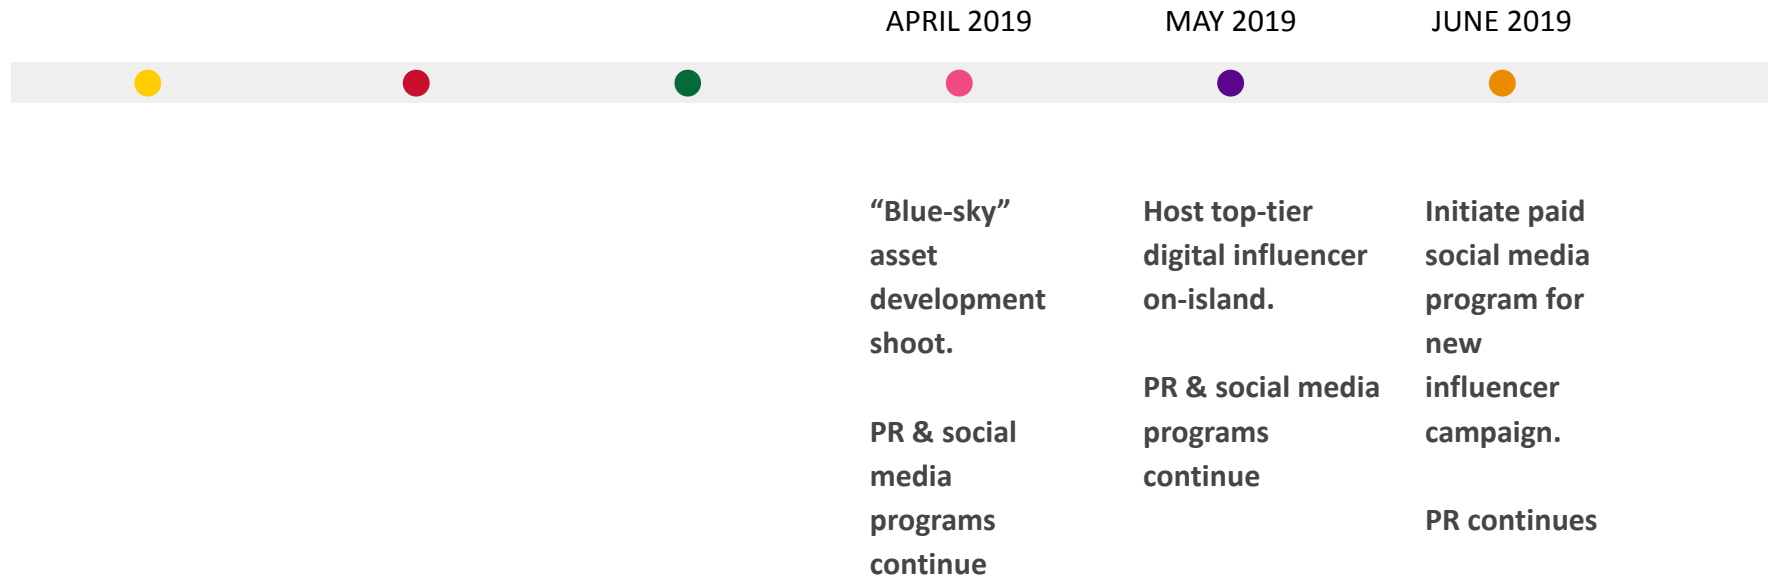 APRIL 2019
MAY 2019
JUNE 2019
“Blue-sky”
asset
development
shoot.
PR & social
media
programs
continue
Host top-tier
digital influencer
on-island.
PR & social media
programs
continue
Initiate paid
social media
program for
new
influencer
campaign.
PR continues